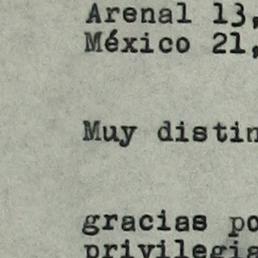 Arenal 13,
México 21,
Muy distin
gracias po
privilegia